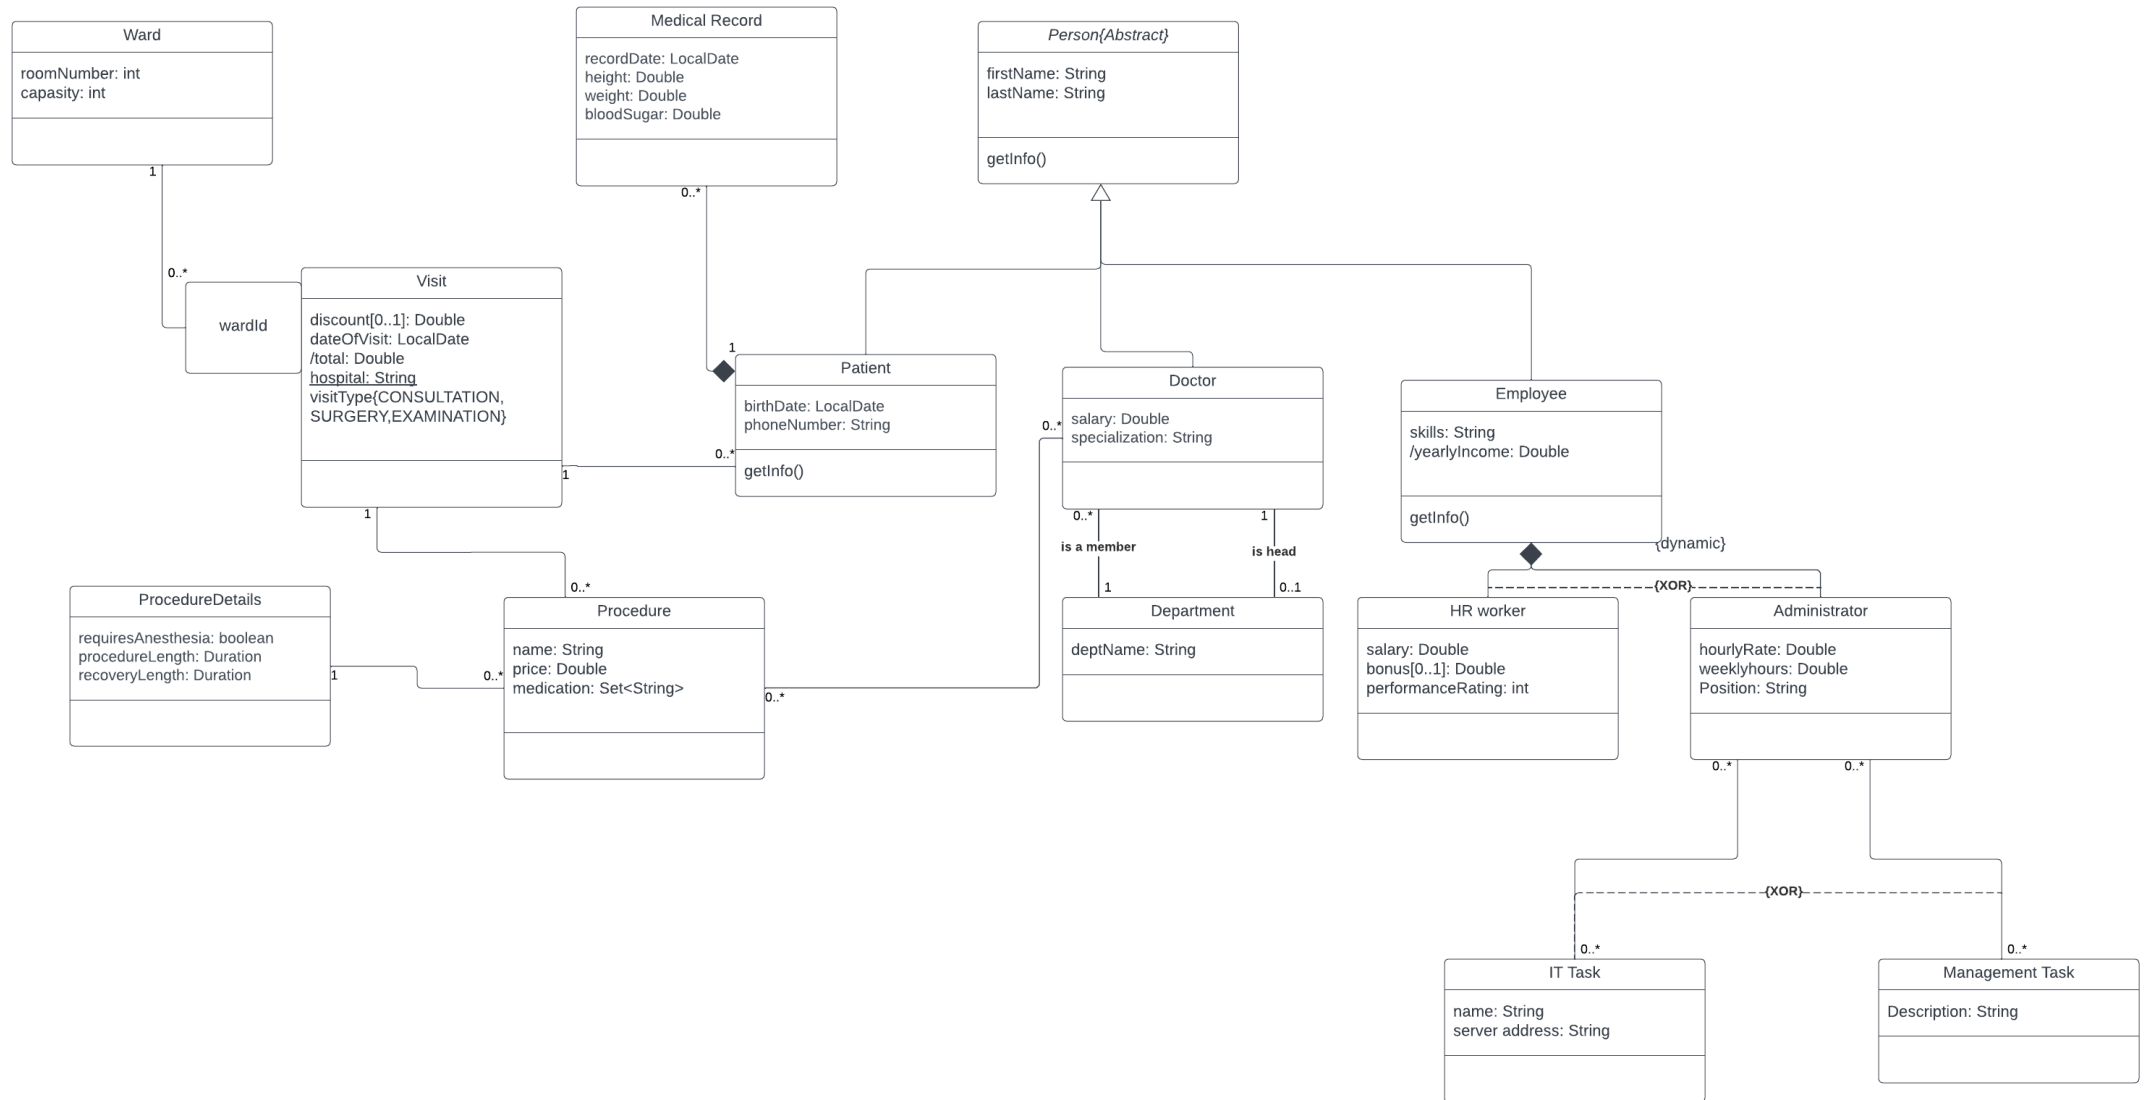 Ward
roomNumber: int
capasity: int
1
0..*
wardId
Medical Record
recordDate: LocalDate
height: Double
weight: Double
bloodSugar: Double
0..*
1
Person{Abstract}
firstName: String
lastName: String
getInfo()
Visit
discount[0..1]: Double
dateOfVisit: LocalDate
/total: Double
hospital: String
visitType{CONSULTATION,
SURGERY,EXAMINATION}
1
0..*
1
0..*
Patient
birthDate: LocalDate
phoneNumber: String
getInfo()
Doctor
salary: Double
specialization: String
0..*
0..*
is a member
1
1
is head
0..1
Employee
skills: String
/yearlyIncome: Double
getInfo()
{dynamic}
{XOR}
ProcedureDetails
requiresAnesthesia: boolean
procedureLength: Duration
recoveryLength: Duration
1
0..*
Procedure
name: String
price: Double
medication: Set<String>
0..*
Department
deptName: String
HR worker
salary: Double
bonus[0..1]: Double
performanceRating: int
Administrator
hourlyRate: Double
weeklyhours: Double
Position: String
0..*
0..*
{XOR}
0..*
0..*
IT Task
name: String
server address: String
Management Task
Description: String